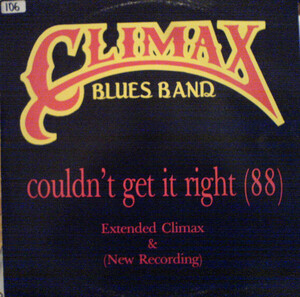 106
CLIMAX
BLUES BAND
couldn't get it right (88)
Extended Climax
&
(New Recording)